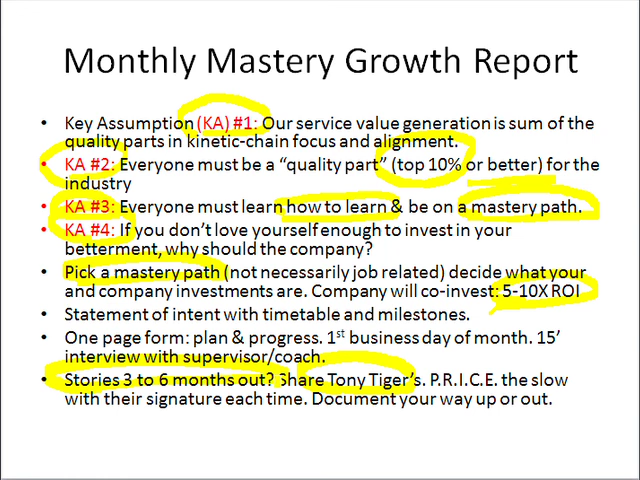 Monthly Mastery Growth Report
• Key Assumption (KA) #1: Our service value generation is sum of the
quality parts in kinetic-chain focus and alignment.
• KA #2: Everyone must be a “quality part” (top 10% or better) for the
industry
• KA #3: Everyone must learn how to learn & be on a mastery path.
• KA #4: If you don’t love yourself enough to invest in your
betterment, why should the company?
• Pick a mastery path (not necessarily job related) decide what your
and company investments are. Company will co-invest: 5-10X ROI
• Statement of intent with timetable and milestones.
• One page form: plan & progress. 1st business day of month. 15’
interview with supervisor/coach.
• Stories 3 to 6 months out? Share Tony Tiger’s. P.R.I.C.E. the slow
with their signature each time. Document your way up or out.